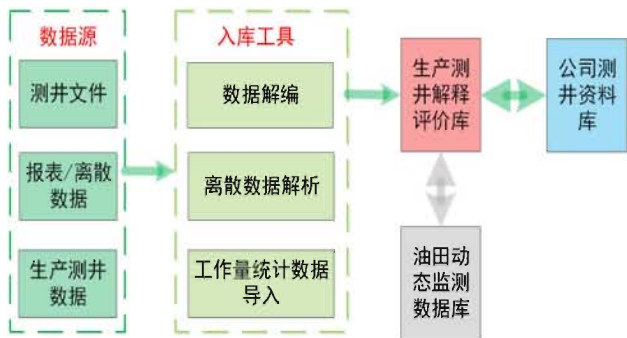 数据源
测井文件
报表/离散
数据
生产测井
数据
入库工具
数据解编
离散数据解析
工作量统计数据
导入
生产测
井解释
评价库
公司测
井资料
库
油田动
态监测
数据库